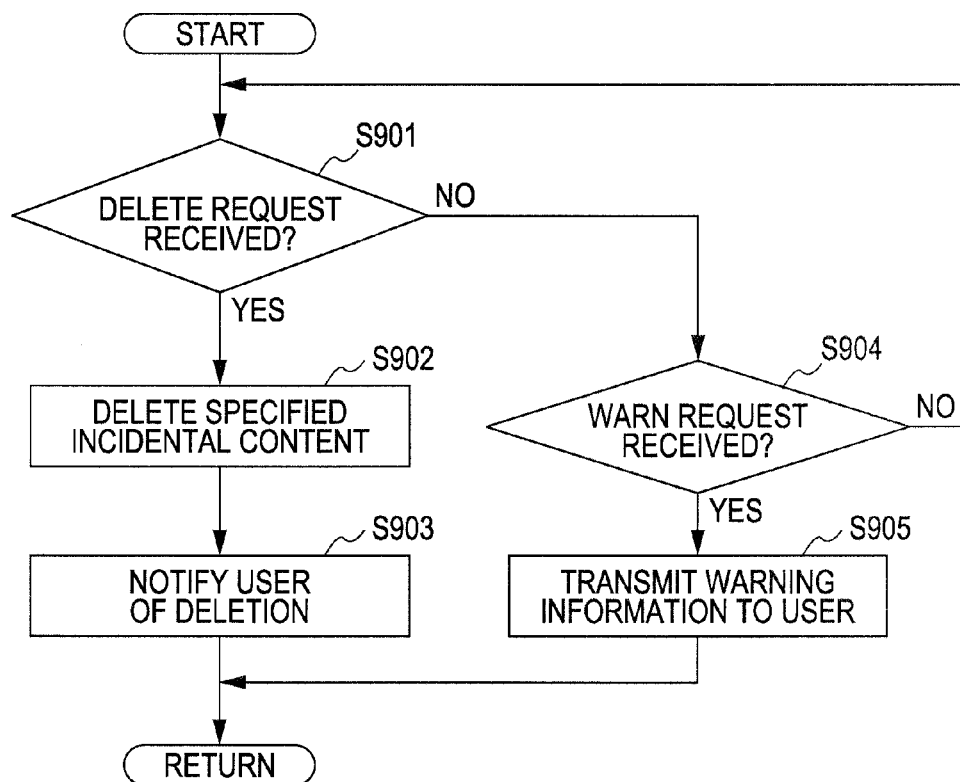 START
S901
DELETE REQUEST
RECEIVED?
NO
YES
S902
DELETE SPECIFIED
INCIDENTAL CONTENT
S903
NOTIFY USER
OF DELETION
S904
WARN REQUEST
RECEIVED?
NO
YES
S905
TRANSMIT WARNING
INFORMATION TO USER
RETURN